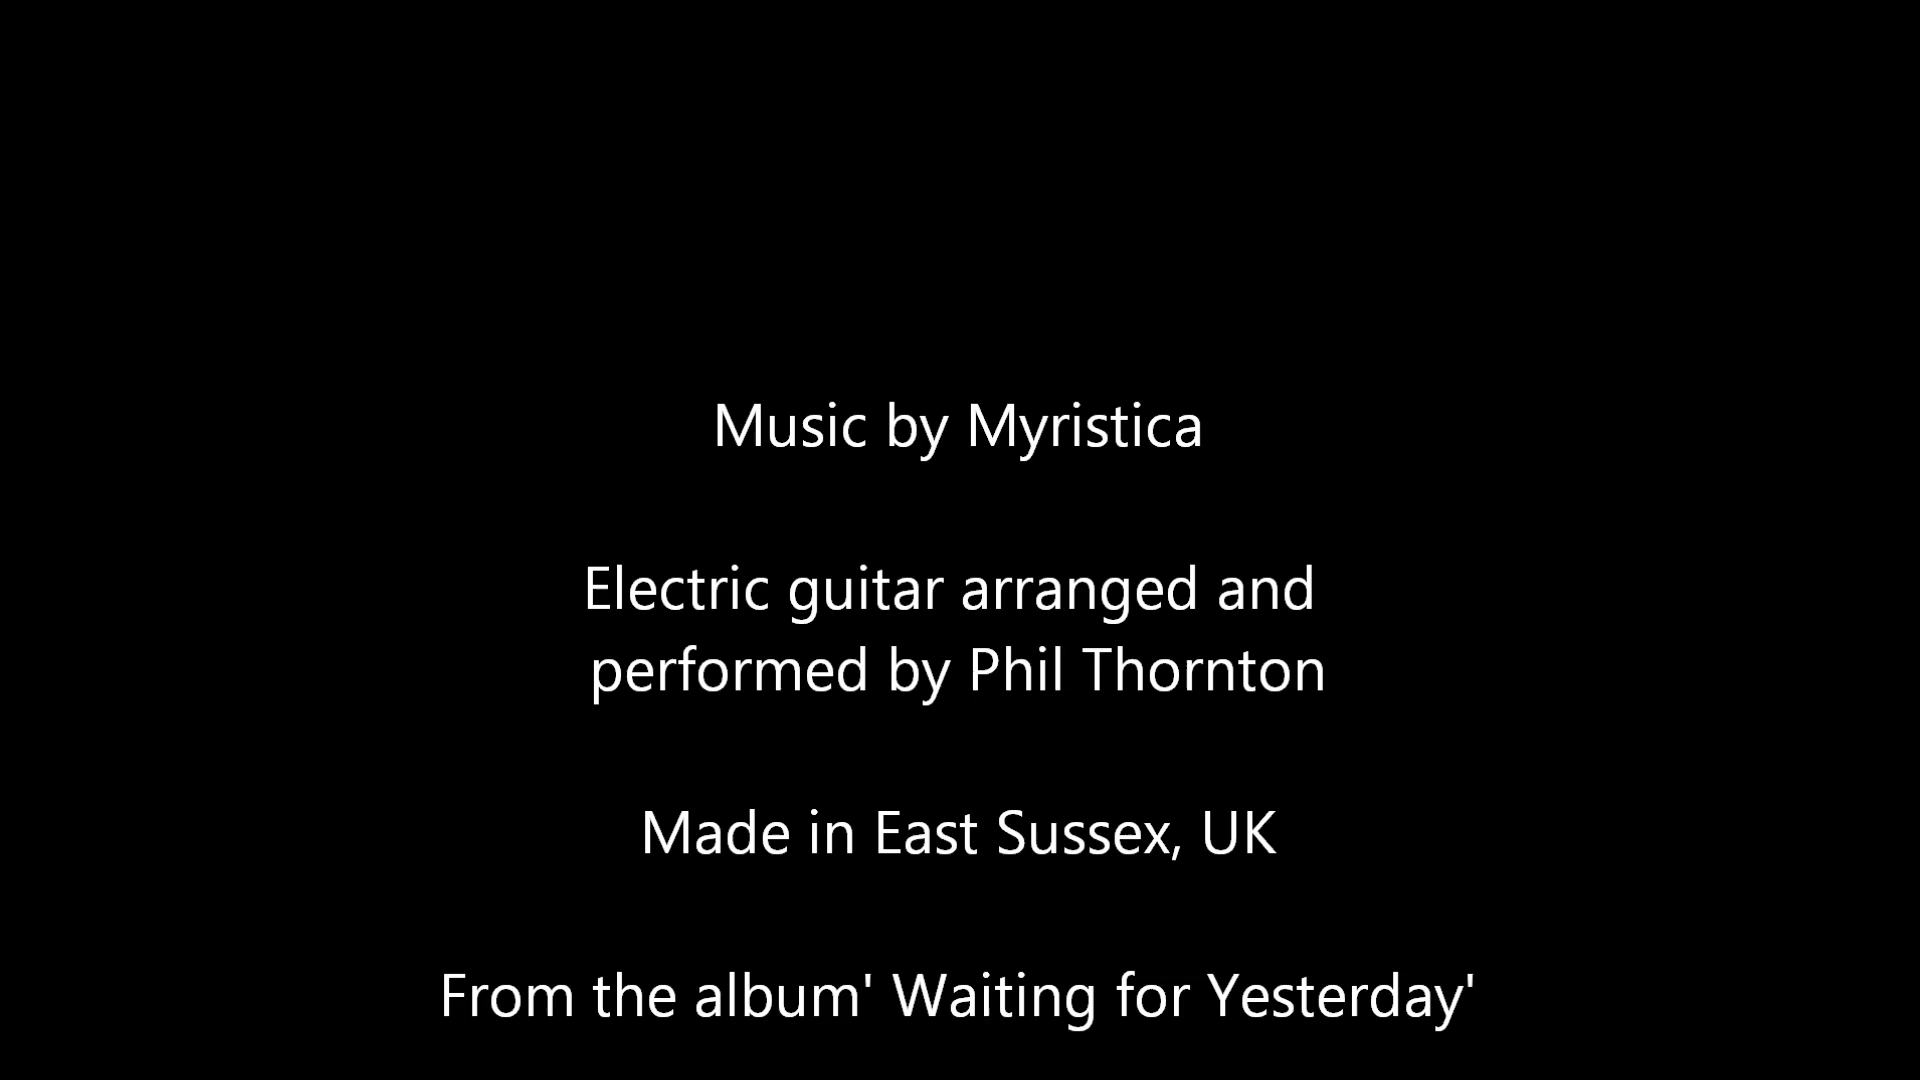 Music by Myristica
Electric guitar arranged and
performed by Phil Thornton
Made in East Sussex, UK
From the album' Waiting for Yesterday'